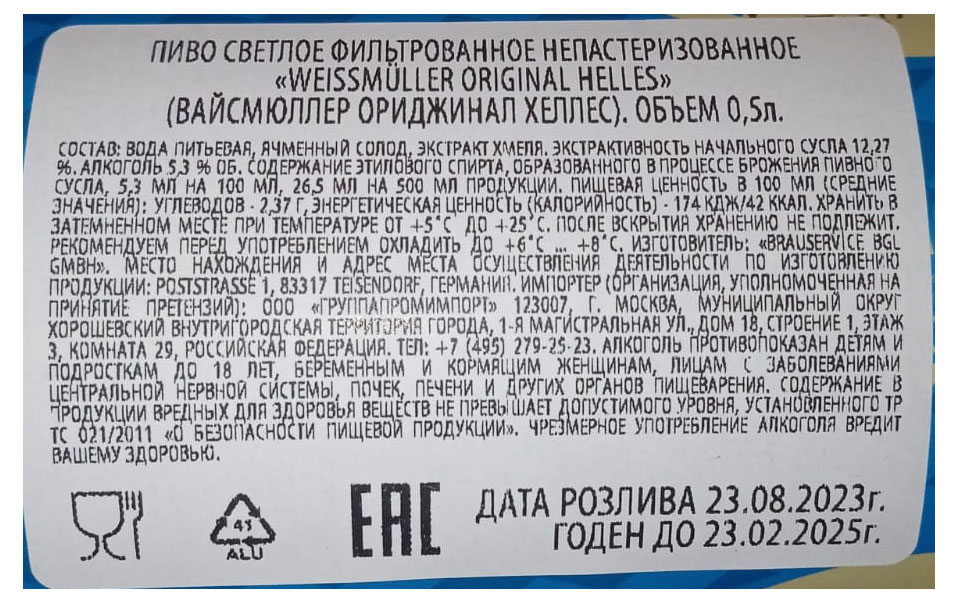 ПИВО СВЕТЛОЕ ФИЛЬТРОВАННОЕ НЕПАСТЕРИЗОВАННОЕ
«WEISSMÜLLER ORIGINAL HELLES»
(ВАЙСМЮЛЛЕР ОРИДЖИНАЛ ХЕЛЛЕС). ОБЪЕМ 0,5л.
СОСТАВ: ВОДА ПИТЬЕВАЯ, ЯЧМЕННЫЙ СОЛОД, ЭКСТРАКТ ХМЕЛЯ. ЭКСТРАКТИВНОСТЬ НАЧАЛЬНОГО СУСЛА 12,27
%. АЛКОГОЛЬ 5,3 % ОБ. СОДЕРЖАНИЕ ЭТИЛОВОГО СПИРТА, ОБРАЗОВАННОГО В ПРОЦЕССЕ БРОЖЕНИЯ ПИВНОГО
СУСЛА, 5,3 МЛ НА 100 МЛ, 26,5 МЛ НА 500 МЛ ПРОДУКЦИИ. ПИЩЕВАЯ ЦЕННОСТЬ В 100 МЛ (СРЕДНИЕ
ЗНАЧЕНИЯ): УГЛЕВОДОВ - 2,37 Г, ЭНЕРГЕТИЧЕСКАЯ ЦЕННОСТЬ (КАЛОРИЙНОСТЬ) - 174 КДЖ/42 ККАЛ. ХРАНИТЬ В
ЗАТЕМНЕННОМ МЕСТЕ ПРИ ТЕМПЕРАТУРЕ ОТ +5°С ДО +25°С. ПОСЛЕ ВСКРЫТИЯ ХРАНЕНИЮ НЕ ПОДЛЕЖИТ.
РЕКОМЕНДУЕМ ПЕРЕД УПОТРЕБЛЕНИЕМ ОХЛАДИТЬ ДО +6°С ... +8°С. ИЗГОТОВИТЕЛЬ: «BRAUSERVICE BGL
GMBH». МЕСТО НАХОЖДЕНИЯ И АДРЕС МЕСТА ОСУЩЕСТВЛЕНИЯ ДЕЯТЕЛЬНОСТИ ПО ИЗГОТОВЛЕНИЮ
ПРОДУКЦИИ: POSTSTRASSE 1, 83317 TEISENDORF, ГЕРМАНИЯ. ИМПОРТЕР (ОРГАНИЗАЦИЯ, УПОЛНОМОЧЕННАЯ НА
ПРИНЯТИЕ ПРЕТЕНЗИЙ): ООО «ГРУППАПРОМИМПОРТ» 123007, Г. МОСКВА, МУНИЦИПАЛЬНЫЙ ОКРУГ
ХОРОШЕВСКИЙ ВНУТРИГОРОДСКАЯ ТЕРРИТОРИЯ ГОРОДА, 1-Я МАГИСТРАЛЬНАЯ УЛ., ДОМ 18, СТРОЕНИЕ 1, ЭТАЖ
3, КОМНАТА 29, РОССИЙСКАЯ ФЕДЕРАЦИЯ. ТЕЛ: +7 (495) 279-25-23. АЛКОГОЛЬ ПРОТИВОПОКАЗАН ДЕТЯМ И
ПОДРОСТКАМ ДО 18 ЛЕТ, БЕРЕМЕННЫМ И КОРМЯЩИМ ЖЕНЩИНАМ, ЛИЦАМ С ЗАБОЛЕВАНИЯМИ
ЦЕНТРАЛЬНОЙ НЕРВНОЙ СИСТЕМЫ, ПОЧЕК, ПЕЧЕНИ И ДРУГИХ ОРГАНОВ ПИЩЕВАРЕНИЯ. СОДЕРЖАНИЕ В
ПРОДУКЦИИ ВРЕДНЫХ ДЛЯ ЗДОРОВЬЯ ВЕЩЕСТВ НЕ ПРЕВЫШАЕТ ДОПУСТИМОГО УРОВНЯ, УСТАНОВЛЕННОГО ТР
ТС 021/2011 «О БЕЗОПАСНОСТИ ПИЩЕВОЙ ПРОДУКЦИИ». ЧРЕЗМЕРНОЕ УПОТРЕБЛЕНИЕ АЛКОГОЛЯ ВРЕДИТ
ВАШЕМУ ЗДОРОВЬЮ.
41
ALU
EAC
ДАТА РОЗЛИВА 23.08.2023г.
ГОДЕН ДО 23.02.2025г.